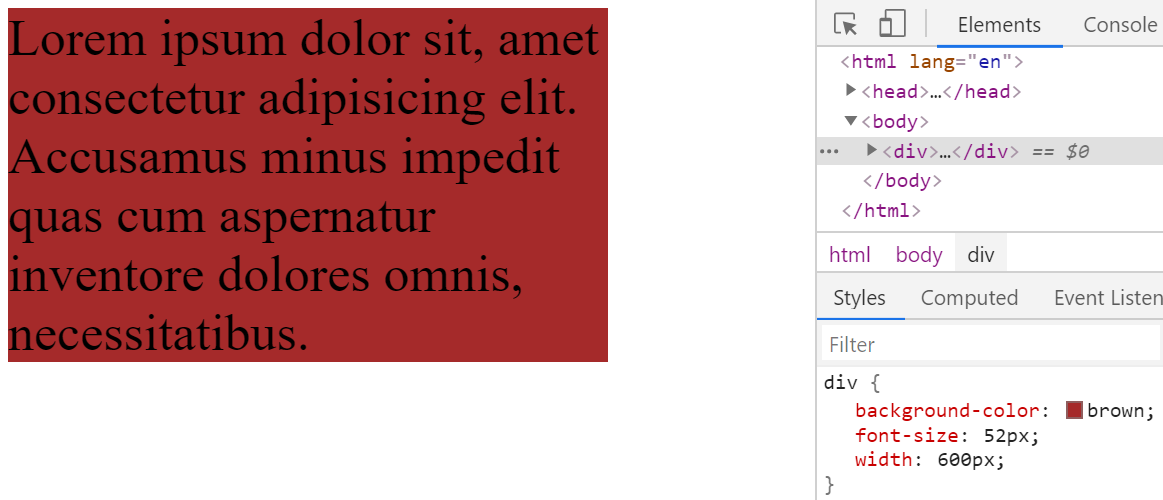 Lorem ipsum dolor sit, amet
consectetur adipisicing elit.
Accusamus minus impedit
quas cum aspernatur
inventore dolores omnis,
necessitatibus.
Elements Console
<html lang="en">
<head>…</head>
<body>
… <div>…</div> == $0
</body>
</html>
html body div
Styles Computed Event Listen
Filter
div {
background-color: brown;
font-size: 52px;
width: 600px;
}